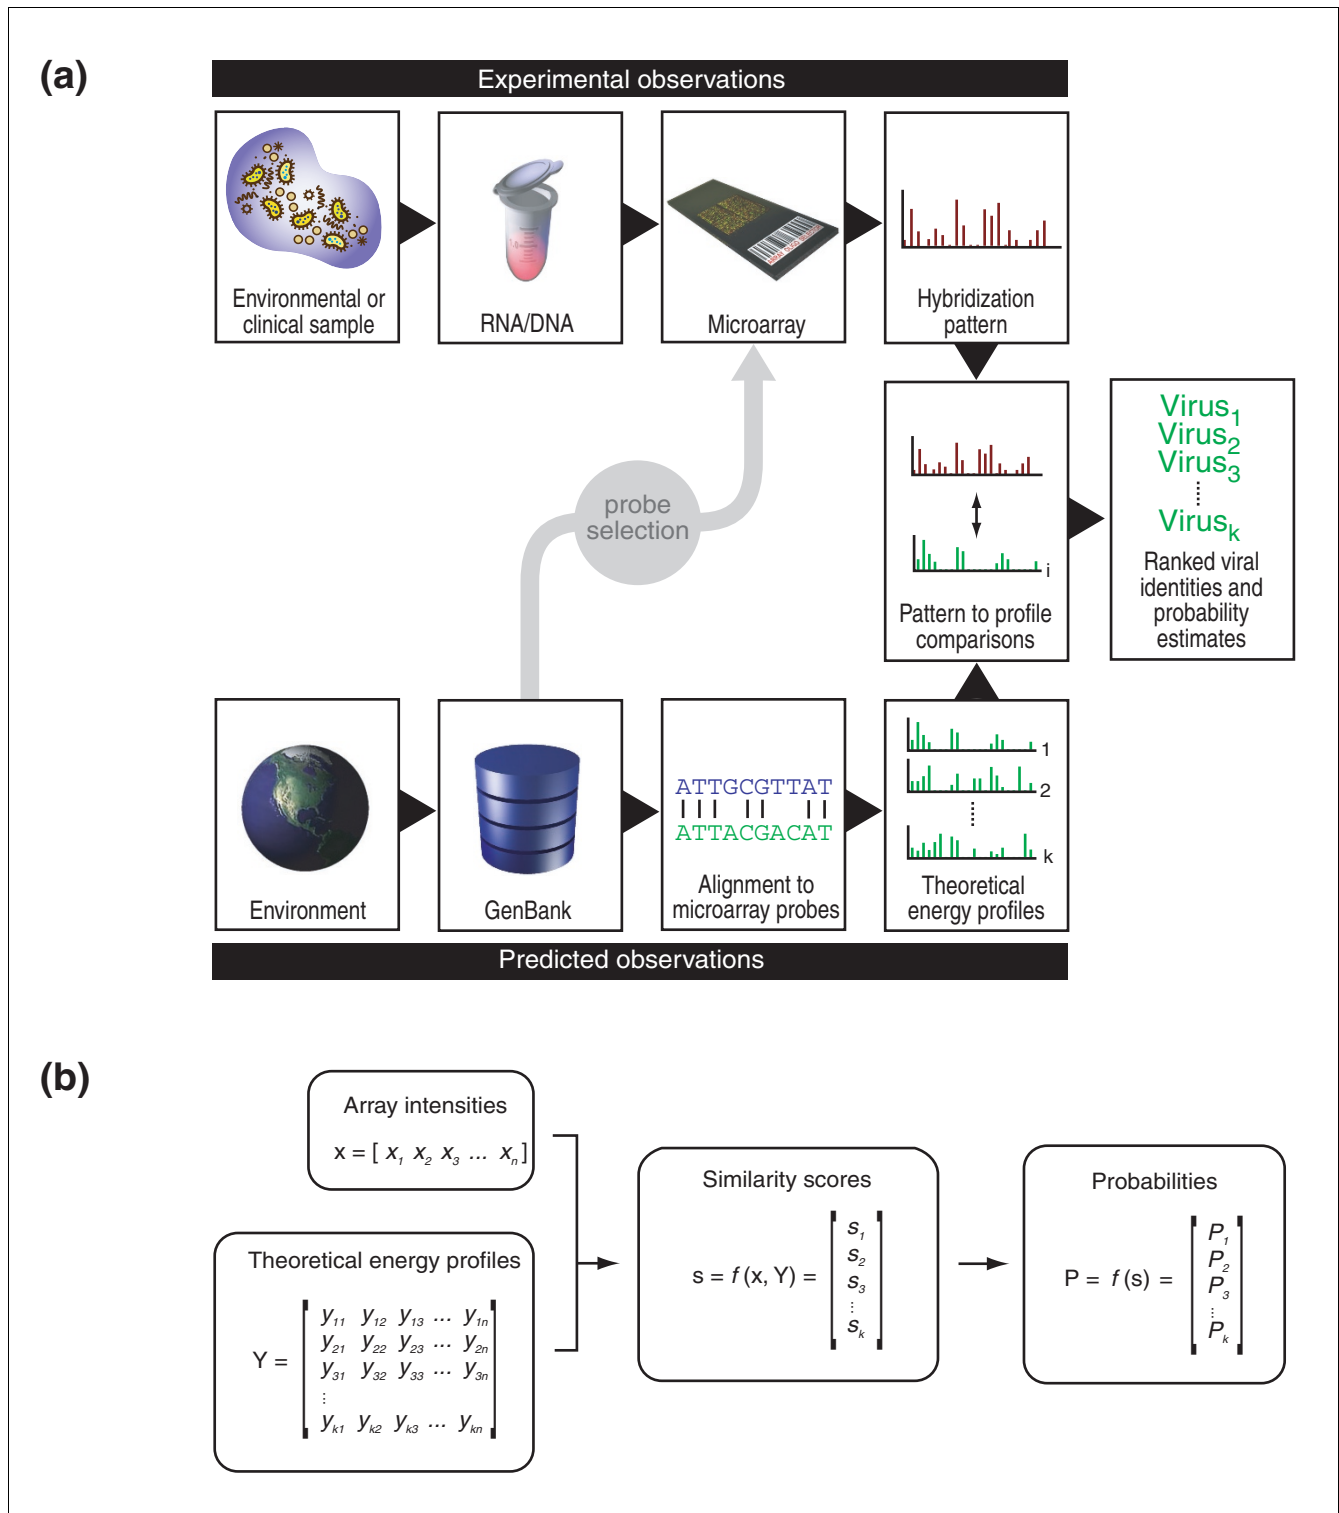 (a)
Experimental observations
Environmental or
clinical sample
RNA/DNA
Microarray
Hybridization
pattern
probe
selection
i
Pattern to profile
comparisons
Virus1
Virus2
Virus3
Virusk
Ranked viral
identities and
probability
estimates
Environment
GenBank
ATTGCGTTAT
ATTACGACAT
Alignment to
microarray probes
1
2
k
Theoretical
energy profiles
Predicted observations
(b)
Array intensities
x = [ x1 x2 x3 ... xn ]
Theoretical energy profiles
Y =
y11 y12 y13 ... y1n
y21 y22 y23 ... y2n
y31 y32 y33 ... y3n
⋮
yk1 yk2 yk3 ... ykn
Similarity scores
s = f (x, Y) =
s1
s2
s3
⋮
sk
Probabilities
P = f (s) =
P1
P2
P3
⋮
Pk